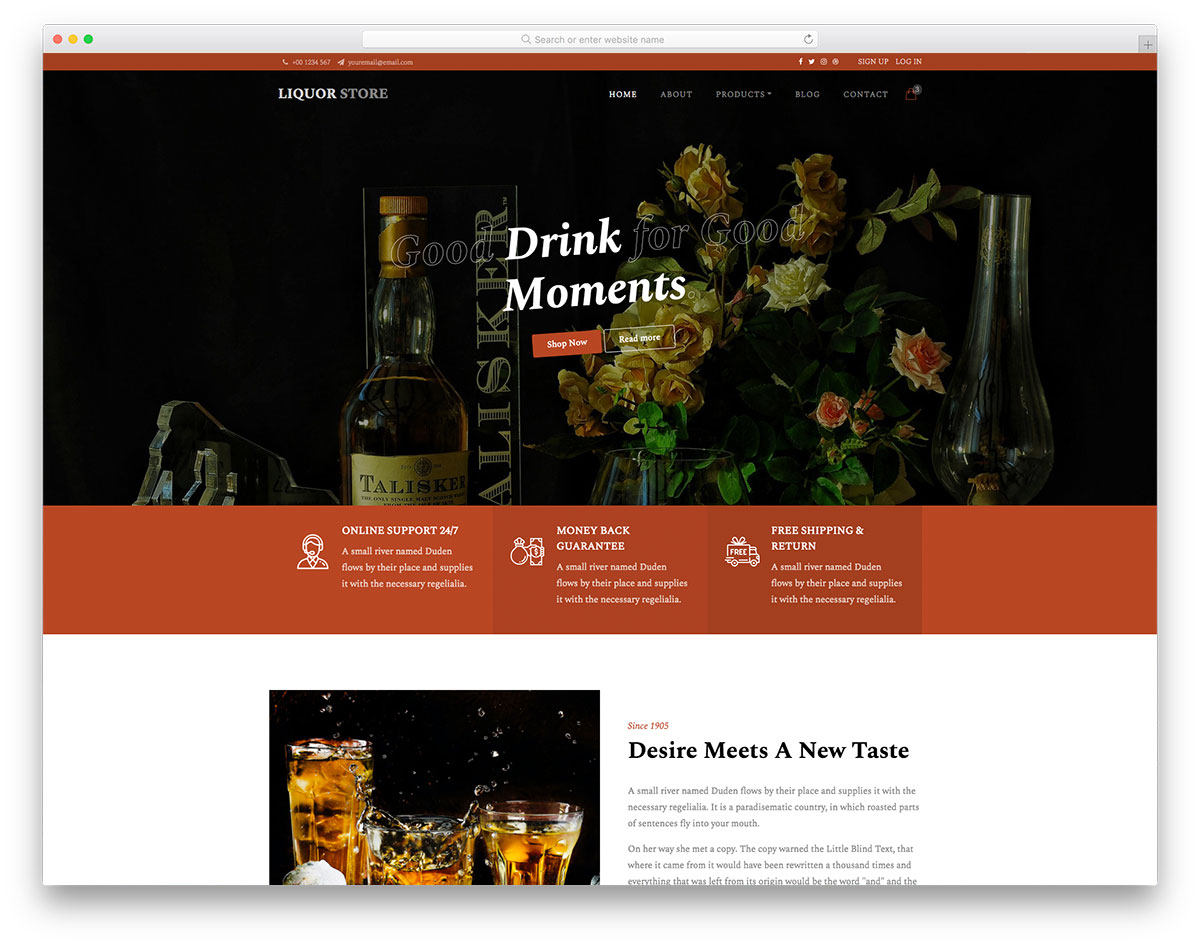 Search or enter website name
+00 1234 567 youremail@email.com SIGN UP LOG IN
LIQUOR STORE HOME ABOUT PRODUCTS BLOG CONTACT 3
Good Drink for Good
Moments.
Shop Now Read more
TALISKER™
TALISKER
THE ONLY SINGLE MALT SCOTCH WHISKY
ONLINE SUPPORT 24/7
A small river named Duden
flows by their place and supplies
it with the necessary regelialia.
MONEY BACK
GUARANTEE
A small river named Duden
flows by their place and supplies
it with the necessary regelialia.
FREE
FREE SHIPPING &
RETURN
A small river named Duden
flows by their place and supplies
it with the necessary regelialia.
Since 1905
Desire Meets A New Taste
A small river named Duden flows by their place and supplies it with the
necessary regelialia. It is a paradisematic country, in which roasted parts
of sentences fly into your mouth.
On her way she met a copy. The copy warned the Little Blind Text, that
where it came from it would have been rewritten a thousand times and
everything that was left from its origin would be the word "and" and the